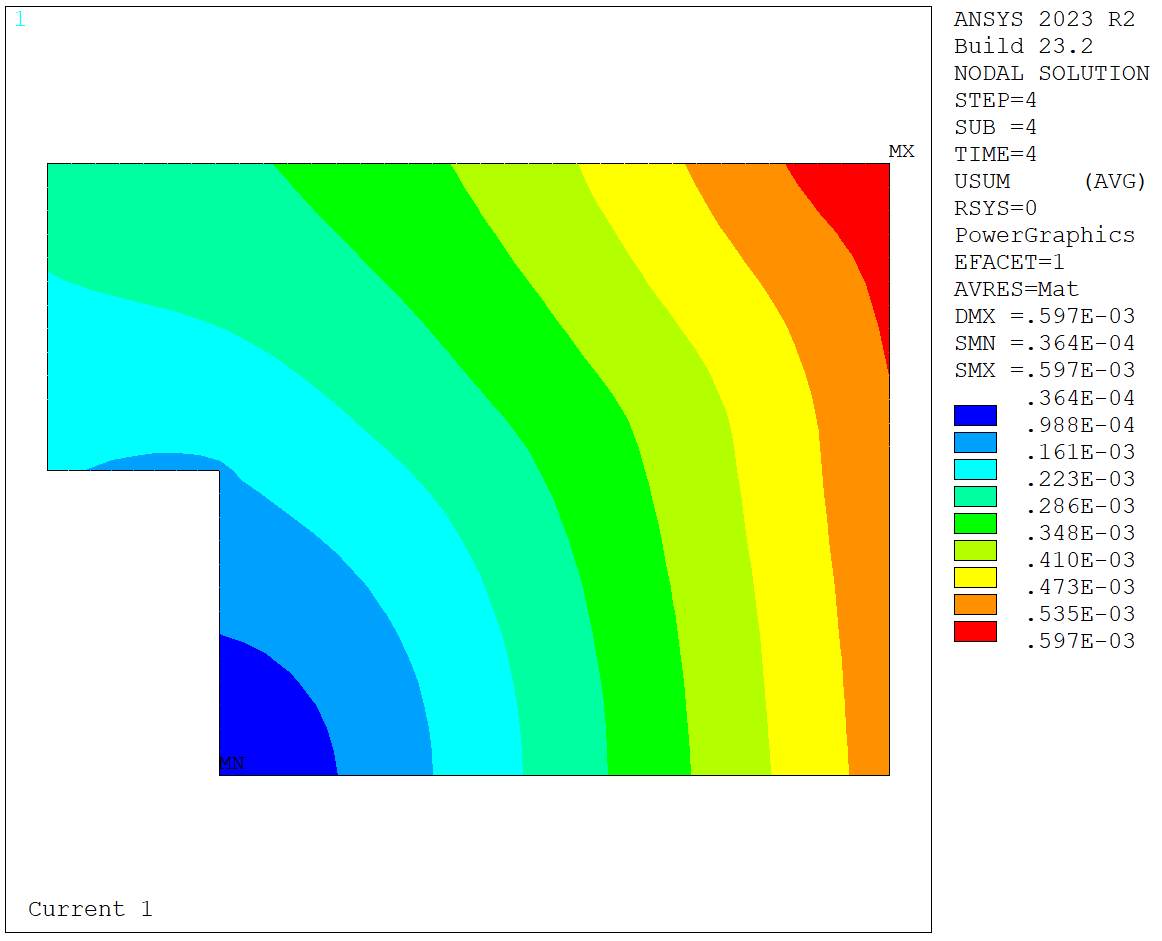 1
ANSYS 2023 R2
Build 23.2
NODAL SOLUTION
STEP=4
SUB =4
TIME=4
USUM (AVG)
RSYS=0
PowerGraphics
EFACET=1
AVRES=Mat
DMX =.597E-03
SMN =.364E-04
SMX =.597E-03
.364E-04
.988E-04
.161E-03
.223E-03
.286E-03
.348E-03
.410E-03
.473E-03
.535E-03
.597E-03
MX
MN
Current 1